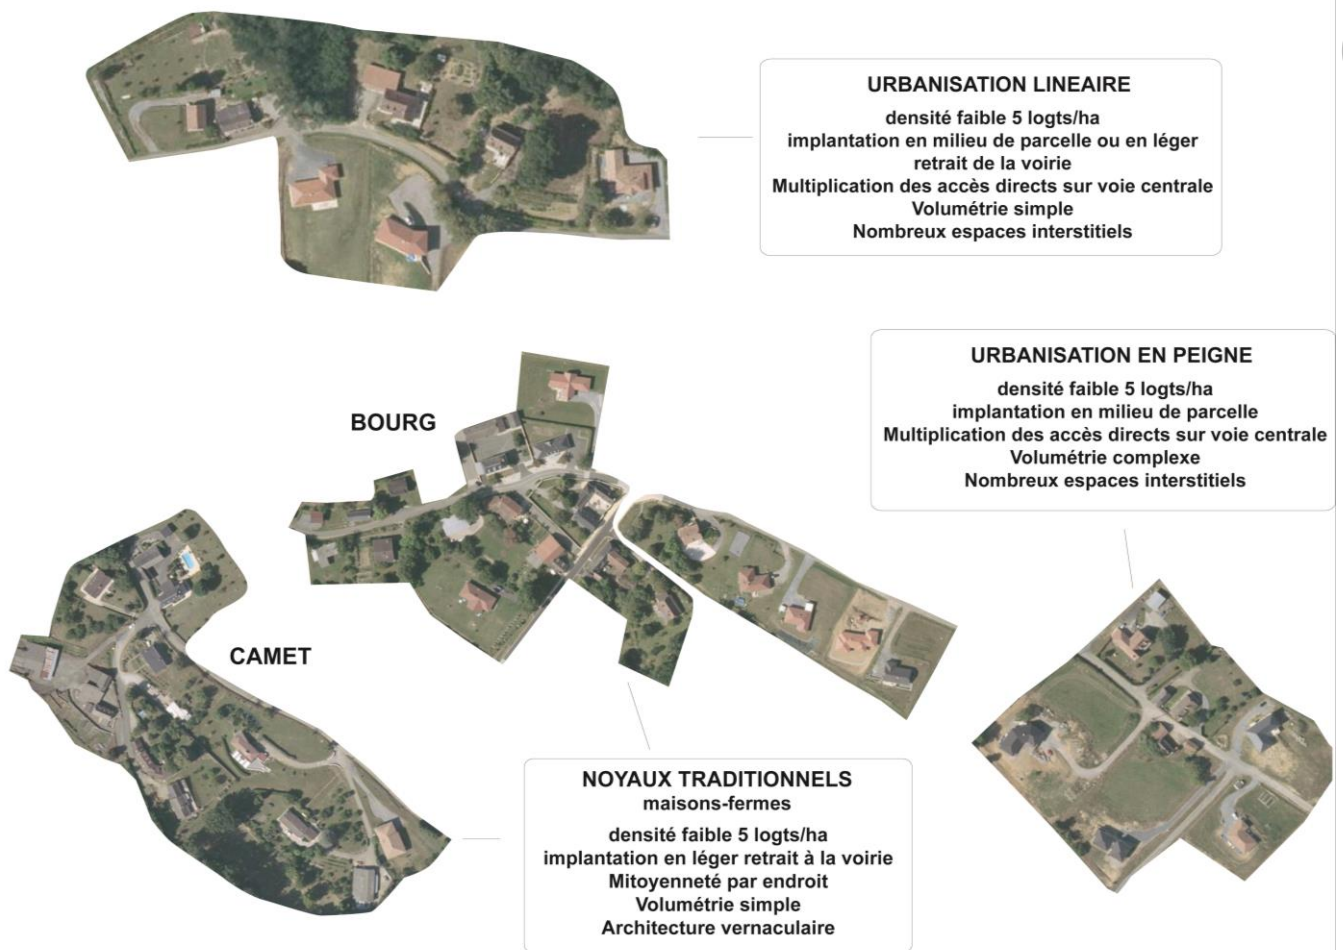 URBANISATION LINEAIRE
densité faible 5 logts/ha
implantation en milieu de parcelle ou en léger
retrait de la voirie
Multiplication des accès directs sur voie centrale
Volumétrie simple
Nombreux espaces interstitiels
URBANISATION EN PEIGNE
densité faible 5 logts/ha
implantation en milieu de parcelle
Multiplication des accès directs sur voie centrale
Volumétrie complexe
Nombreux espaces interstitiels
BOURG
CAMET
NOYAUX TRADITIONNELS
maisons-fermes
densité faible 5 logts/ha
implantation en léger retrait à la voirie
Mitoyenneté par endroit
Volumétrie simple
Architecture vernaculaire